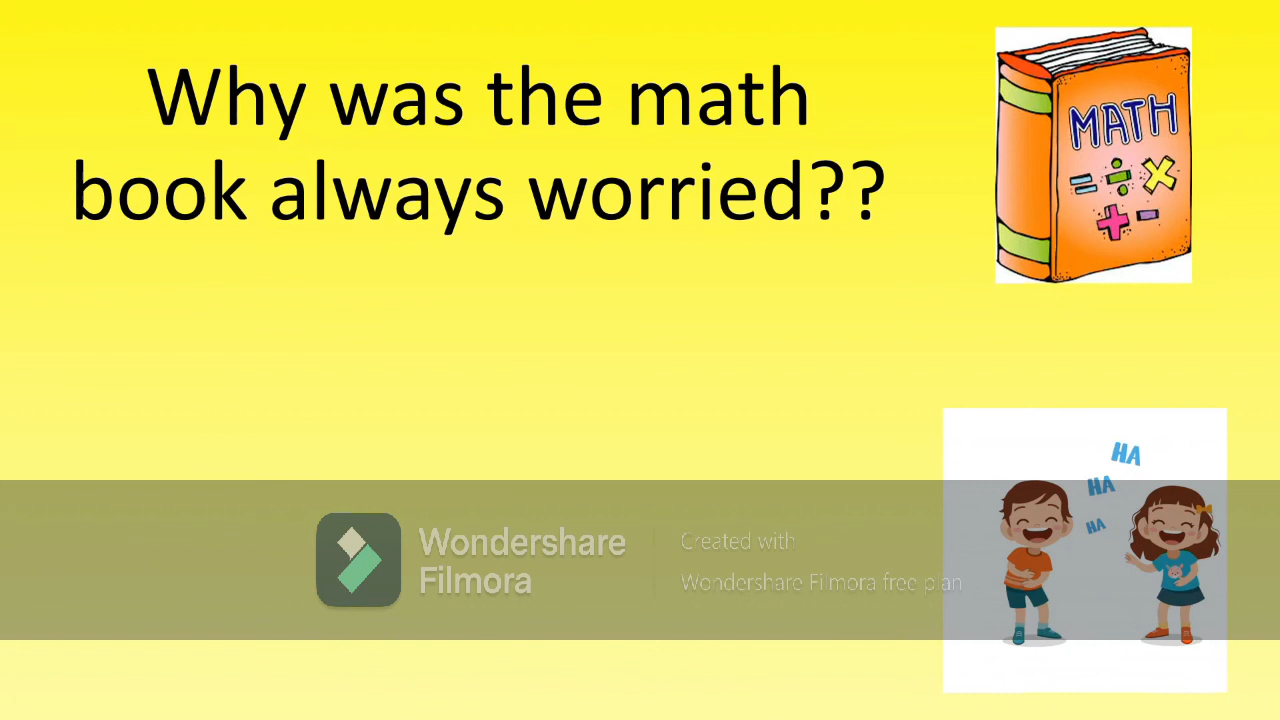 Why was the math
book always worried??
MATH
= ÷ ×
+ -
HA
HA
HA
Wondershare
Filmora
Created with
Wondershare Filmora free plan